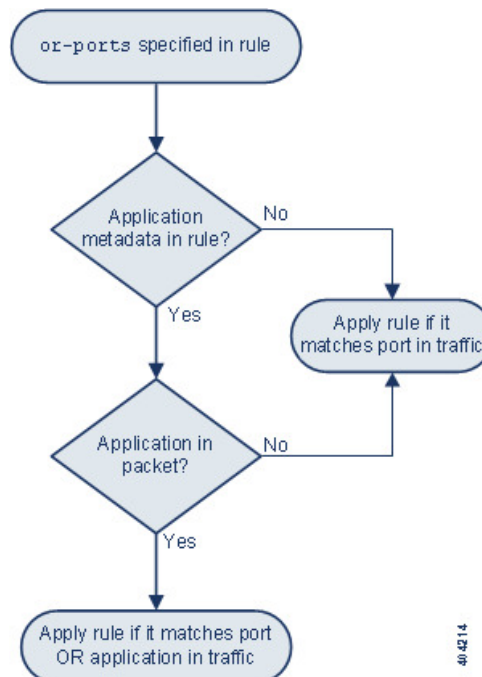 or-ports specified in rule
Application
metadata in rule?
No
Yes
Apply rule if it
matches port in traffic
Application in
packet?
No
Yes
Apply rule if it matches port
OR application in traffic
404214